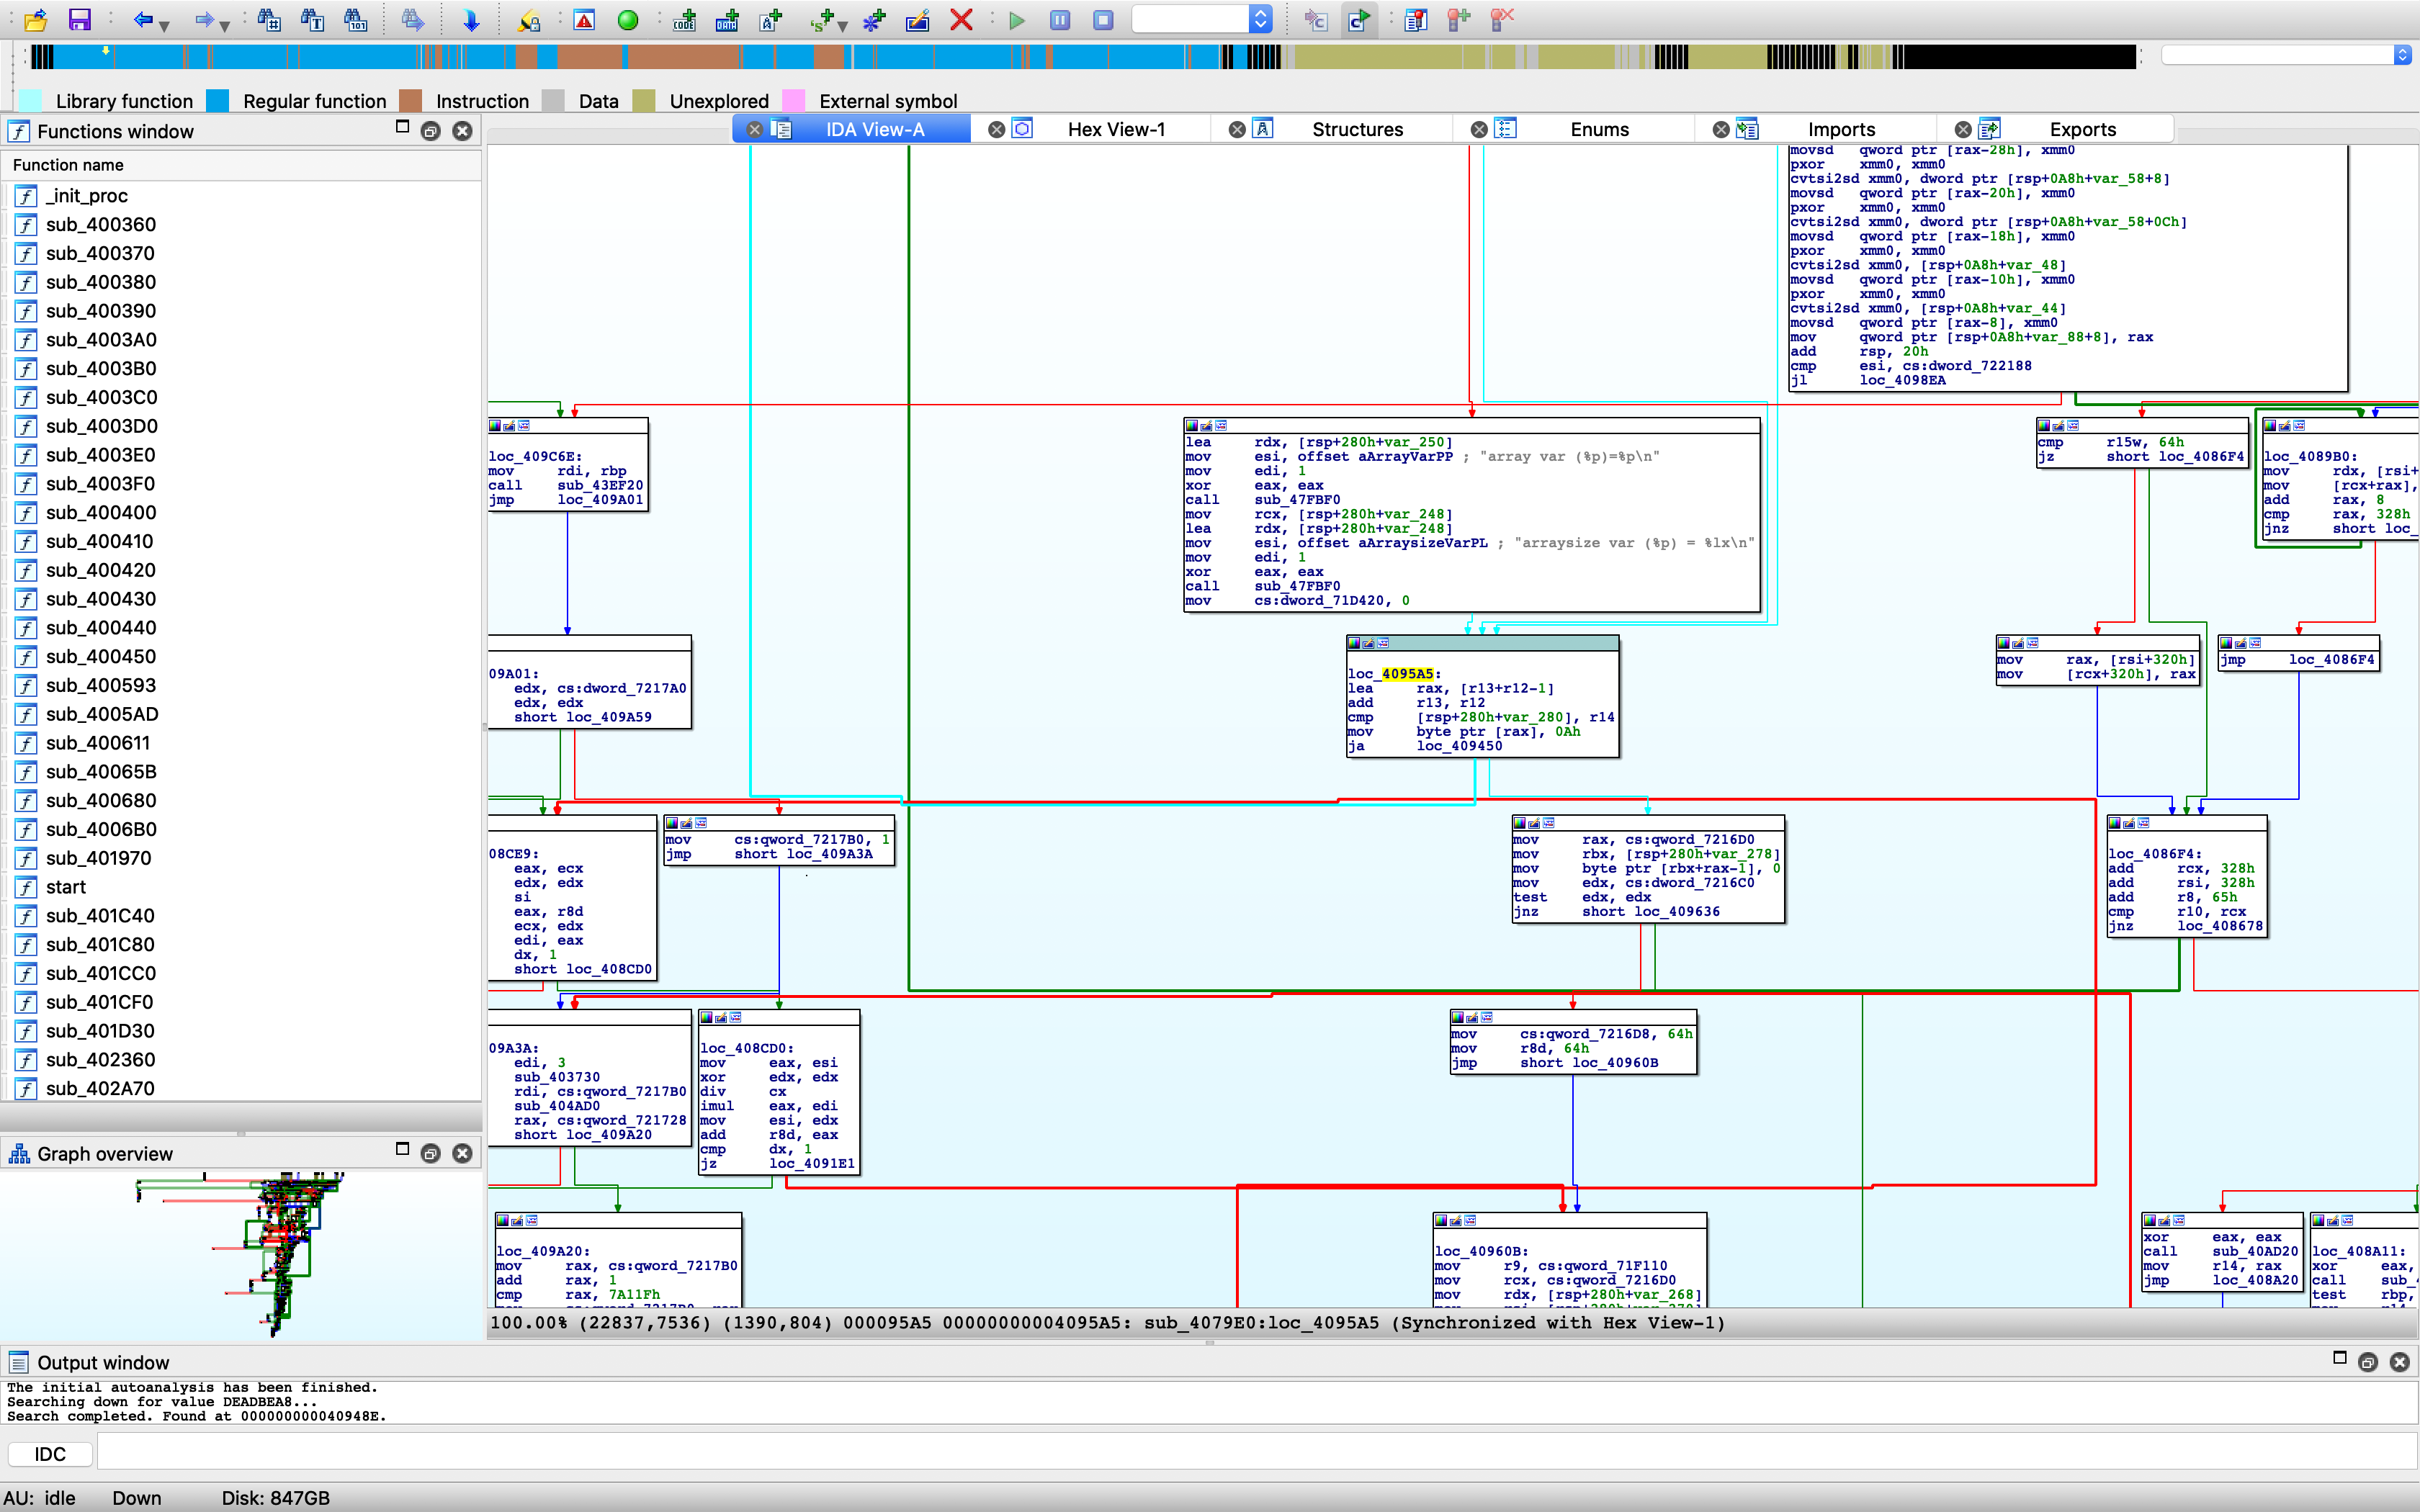 Library function
Regular function
Instruction
Data
Unexplored
External symbol
Functions window
Function name
_init_proc
sub_400360
sub_400370
sub_400380
sub_400390
sub_4003A0
sub_4003B0
sub_4003C0
sub_4003D0
sub_4003E0
sub_4003F0
sub_400400
sub_400410
sub_400420
sub_400430
sub_400440
sub_400450
sub_400593
sub_4005AD
sub_400611
sub_40065B
sub_400680
sub_4006B0
sub_401970
start
sub_401C40
sub_401C80
sub_401CC0
sub_401CF0
sub_401D30
sub_402360
sub_402A70
Graph overview
IDA View-A
Hex View-1
Structures
Enums
Imports
Exports
movsd qword ptr [rax-28h], xmm0
pxor xmm0, xmm0
cvtsi2sd xmm0, dword ptr [rsp+0A8h+var_58+8]
movsd qword ptr [rax-20h], xmm0
pxor xmm0, xmm0
cvtsi2sd xmm0, dword ptr [rsp+0A8h+var_58+0Ch]
movsd qword ptr [rax-18h], xmm0
pxor xmm0, xmm0
cvtsi2sd xmm0, [rsp+0A8h+var_48]
movsd qword ptr [rax-10h], xmm0
pxor xmm0, xmm0
cvtsi2sd xmm0, [rsp+0A8h+var_44]
movsd qword ptr [rax-8], xmm0
mov qword ptr [rsp+0A8h+var_88+8], rax
add rsp, 20h
cmp esi, cs:dword_722188
jl loc_4098EA
loc_409C6E:
mov rdi, rbp
call sub_43EF20
jmp loc_409A01
lea rdx, [rsp+280h+var_250]
mov esi, offset aArrayVarPP ; "array var (%p)=%p\n"
mov edi, 1
xor eax, eax
call sub_47FBF0
mov rcx, [rsp+280h+var_248]
lea rdx, [rsp+280h+var_248]
mov esi, offset aArraysizeVarPL ; "arraysize var (%p) = %lx\n"
mov edi, 1
xor eax, eax
call sub_47FBF0
mov cs:dword_71D420, 0
cmp r15w, 64h
jz short loc_4086F4
loc_4089B0:
mov rdx, [rsi+
mov [rcx+rax],
add rax, 8
cmp rax, 328h
jnz short loc_
09A01:
edx, cs:dword_7217A0
edx, edx
short loc_409A59
loc_4095A5:
lea rax, [r13+r12-1]
add r13, r12
cmp [rsp+280h+var_280], r14
mov byte ptr [rax], 0Ah
ja loc_409450
mov rax, [rsi+320h]
mov [rcx+320h], rax
jmp loc_4086F4
08CE9:
eax, ecx
edx, edx
si
eax, r8d
ecx, edx
edi, eax
dx, 1
short loc_408CD0
mov cs:qword_7217B0, 1
jmp short loc_409A3A
mov rax, cs:qword_7216D0
mov rbx, [rsp+280h+var_278]
mov byte ptr [rbx+rax-1], 0
mov edx, cs:dword_7216C0
test edx, edx
jnz short loc_409636
loc_4086F4:
add rcx, 328h
add rsi, 328h
add r8, 65h
cmp r10, rcx
jnz loc_408678
09A3A:
edi, 3
sub_403730
rdi, cs:qword_7217B0
sub_404AD0
rax, cs:qword_721728
short loc_409A20
loc_408CD0:
mov eax, esi
xor edx, edx
div cx
imul eax, edi
mov esi, edx
add r8d, eax
cmp dx, 1
jz loc_4091E1
mov cs:qword_7216D8, 64h
mov r8d, 64h
jmp short loc_40960B
loc_409A20:
mov rax, cs:qword_7217B0
add rax, 1
cmp rax, 7A11Fh
loc_40960B:
mov r9, cs:qword_71F110
mov rcx, cs:qword_7216D0
mov rdx, [rsp+280h+var_268]
xor eax, eax
call sub_40AD20
mov r14, rax
jmp loc_408A20
loc_408A11:
xor eax,
call sub_
test rbp,
100.00% (22837,7536) (1390,804) 000095A5 00000000004095A5: sub_4079E0:loc_4095A5 (Synchronized with Hex View-1)
Output window
The initial autoanalysis has been finished.
Searching down for value DEADBEA8...
Search completed. Found at 000000000040948E.
IDC
AU: idle Down Disk: 847GB